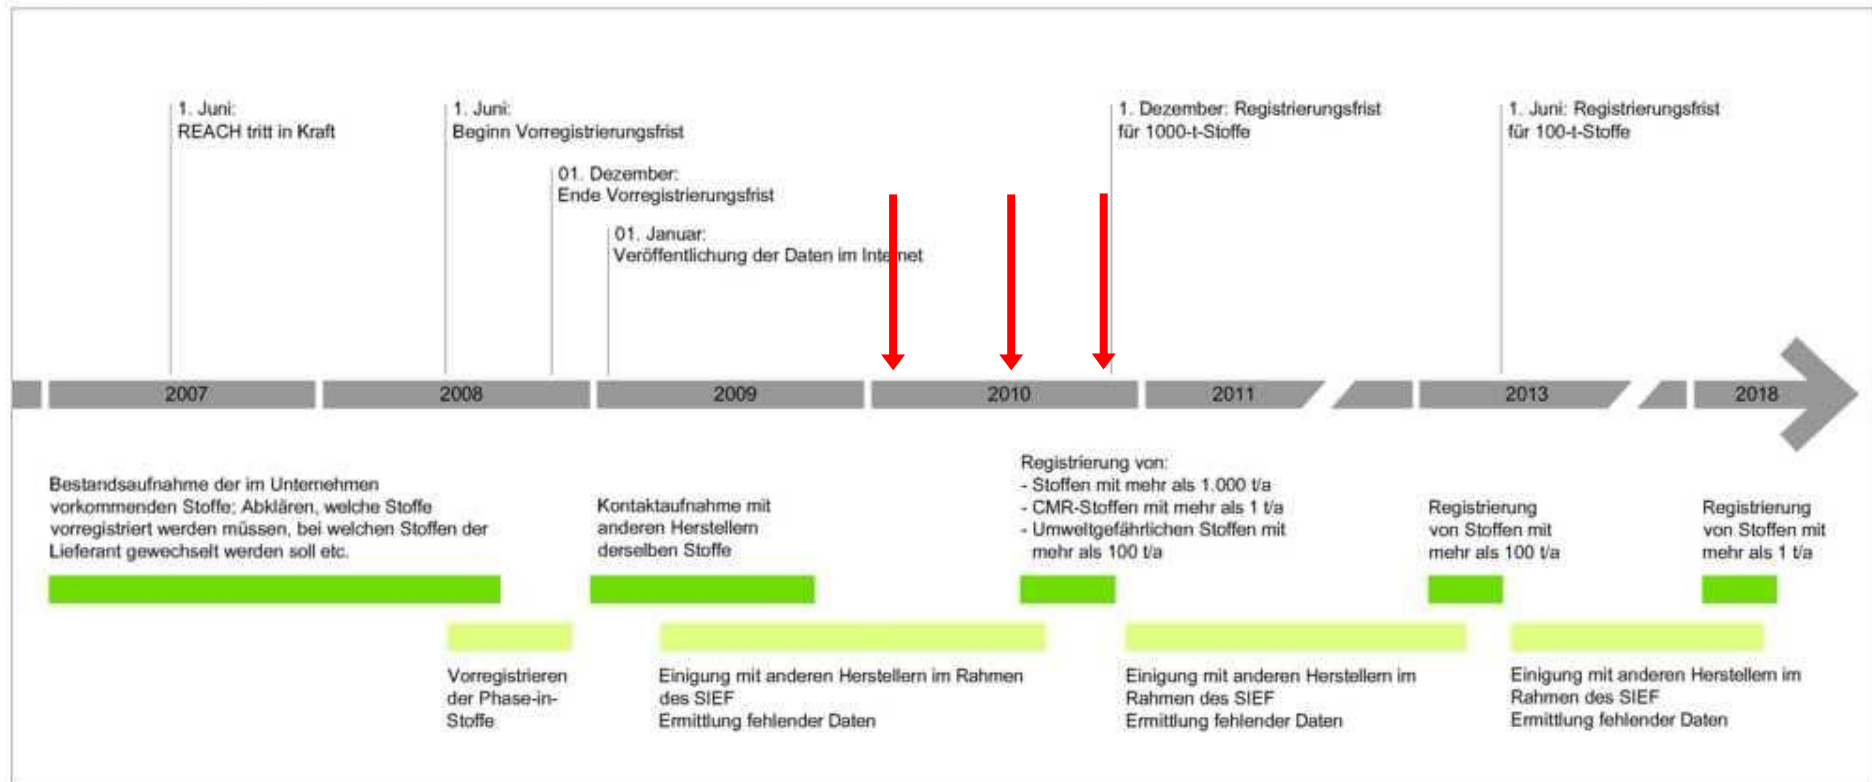 1. Juni:
REACH tritt in Kraft
1. Juni:
Beginn Vorregistrierungsfrist
01. Dezember:
Ende Vorregistrierungsfrist
01. Januar:
Veröffentlichung der Daten im Internet
1. Dezember: Registrierungsfrist
für 1000-t-Stoffe
1. Juni: Registrierungsfrist
für 100-t-Stoffe
2007
2008
2009
2010
2011
2013
2018
Bestandsaufnahme der im Unternehmen
vorkommenden Stoffe; Abklären, welche Stoffe
vorregistriert werden müssen, bei welchen Stoffen der
Lieferant gewechselt werden soll etc.
Kontaktaufnahme mit
anderen Herstellern
derselben Stoffe
Registrierung von:
- Stoffen mit mehr als 1.000 t/a
- CMR-Stoffen mit mehr als 1 t/a
- Umweltgefährlichen Stoffen mit
mehr als 100 t/a
Registrierung
von Stoffen mit
mehr als 100 t/a
Registrierung
von Stoffen mit
mehr als 1 t/a
Vorregistrieren
der Phase-in-
Stoffe
Einigung mit anderen Herstellern im Rahmen
des SIEF
Ermittlung fehlender Daten
Einigung mit anderen Herstellern im
Rahmen des SIEF
Ermittlung fehlender Daten
Einigung mit anderen Herstellern im
Rahmen des SIEF
Ermittlung fehlender Daten